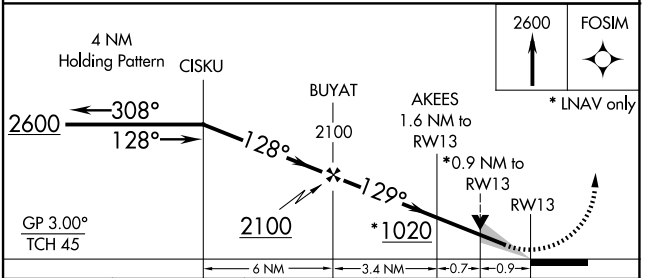 4 NM
Holding Pattern
CISKU
2600
FOSIM
* LNAV only
BUYAT
2100
AKEES
1.6 NM to
RW13
*0.9 NM to
RW13
RW13
2600
308°
128°
128°
129°
2100
*1020
GP 3.00°
TCH 45
6 NM
3.4 NM
0.7
0.9